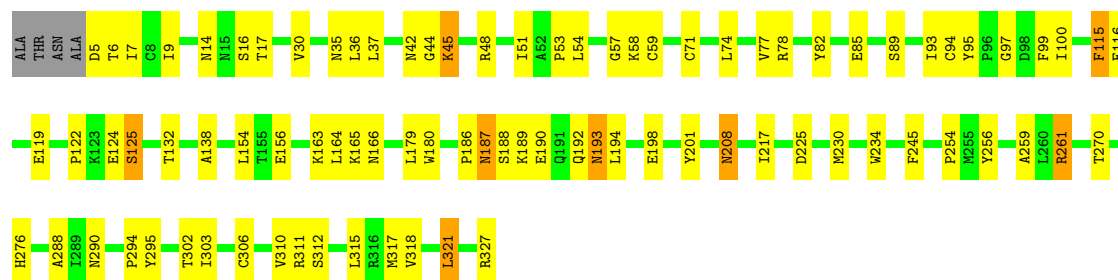 ALA THR ASN ALA D5 T6 I7 C8 I9 N14 N15 S16 T17 V30 N35 L36 L37 N42 G44 K45 R48 I51 A52 P53 L54 G57 K58 C59 C71 L74 V77 R78 Y82 E85 S89 I93 C94 Y95 P96 G97 D98 F99 I100 F115 E116
E119 P122 K123 E124 S125 T132 A138 L154 T155 E156 K163 L164 K165 N166 L179 W180 P186 N187 S188 K189 E190 Q191 Q192 N193 L194 E198 Y201 N208 I217 D225 M230 W234 F245 P254 M255 Y256 A259 L260 R261 T270
H276 A288 I289 N290 P294 Y295 T302 I303 C306 V310 R311 S312 L315 R316 M317 V318 L321 R327